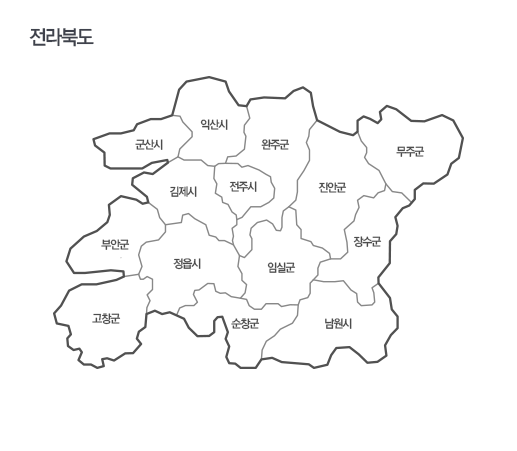 전라북도
익산시
군산시
완주군
무주군
김제시
전주시
진안군
부안군
장수군
정읍시
임실군
고창군
순창군
남원시